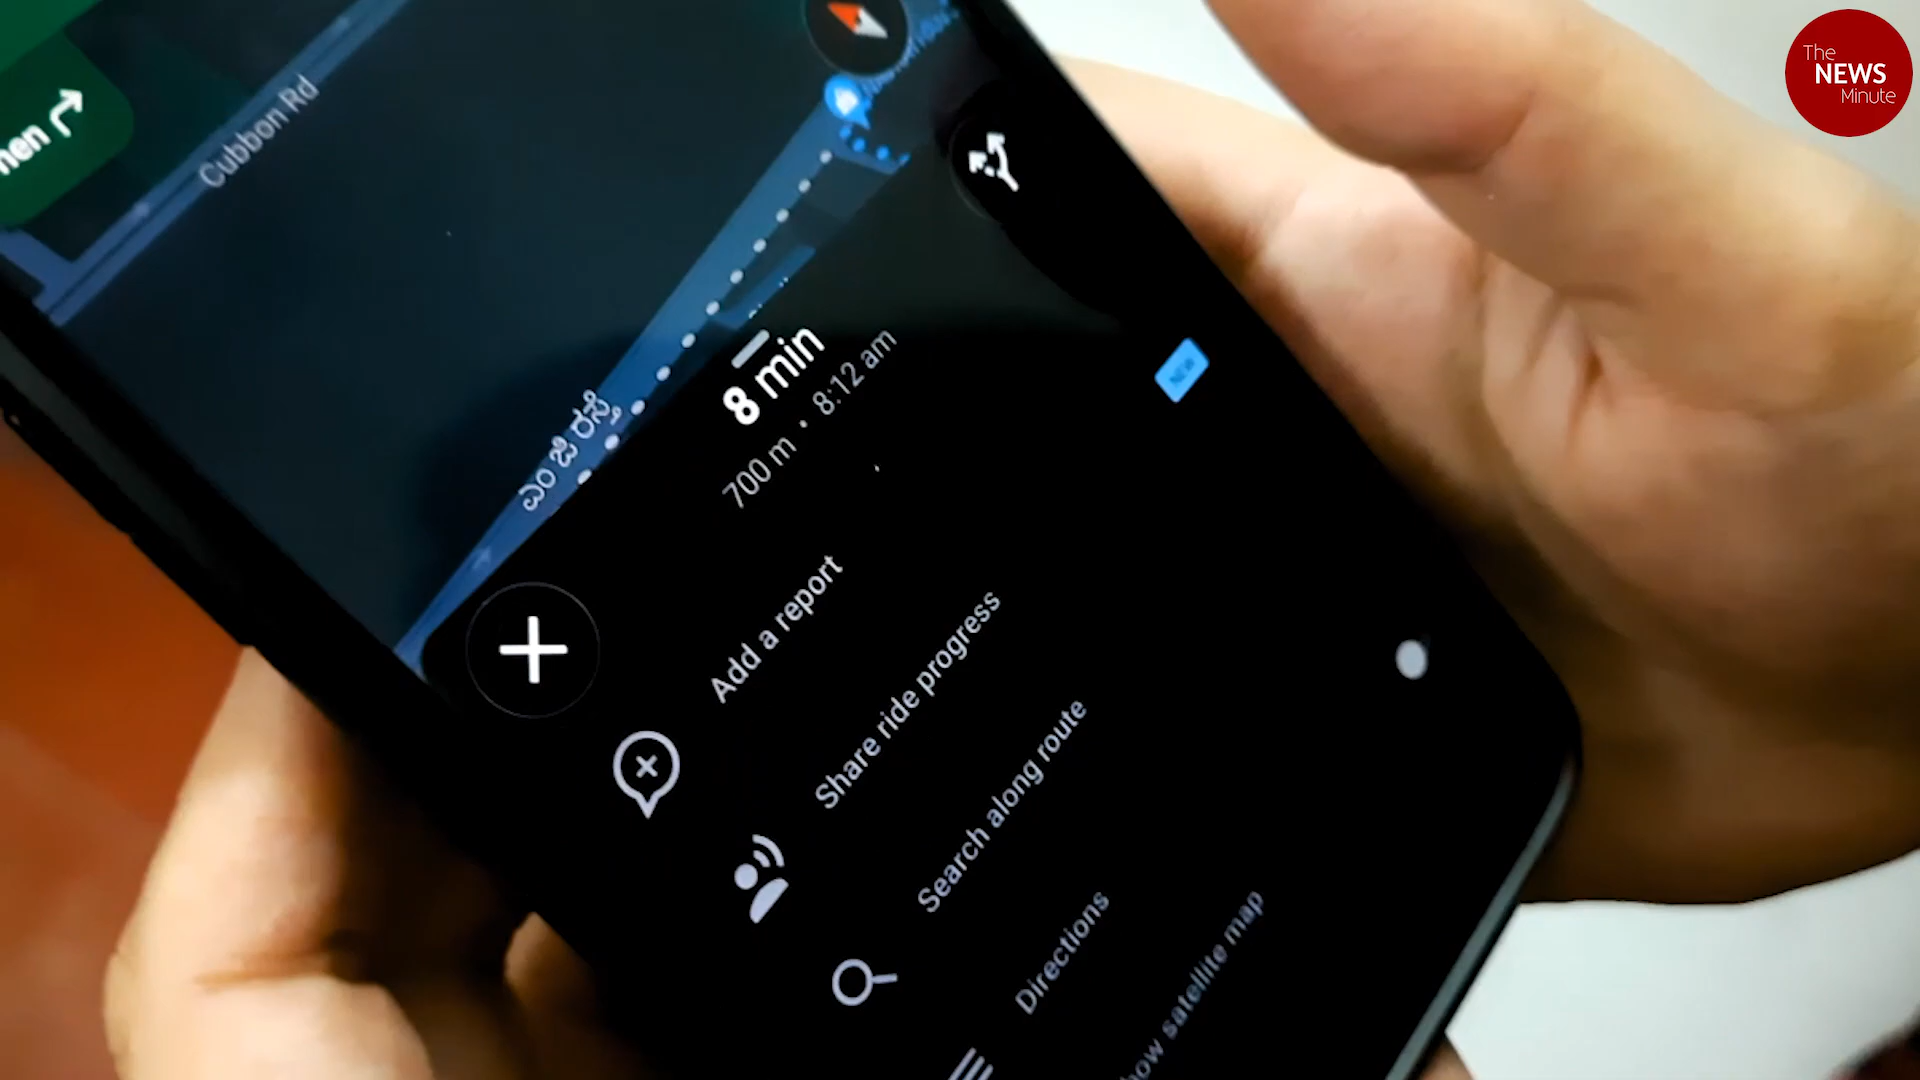 The
NEWS
Minute
Cubbon Rd
ಎಂ ಜಿ ರಸ್ತೆ
8 min
700 m • 8:12 am
NEW
Add a report
Share ride progress
Search along route
Directions
satellite map